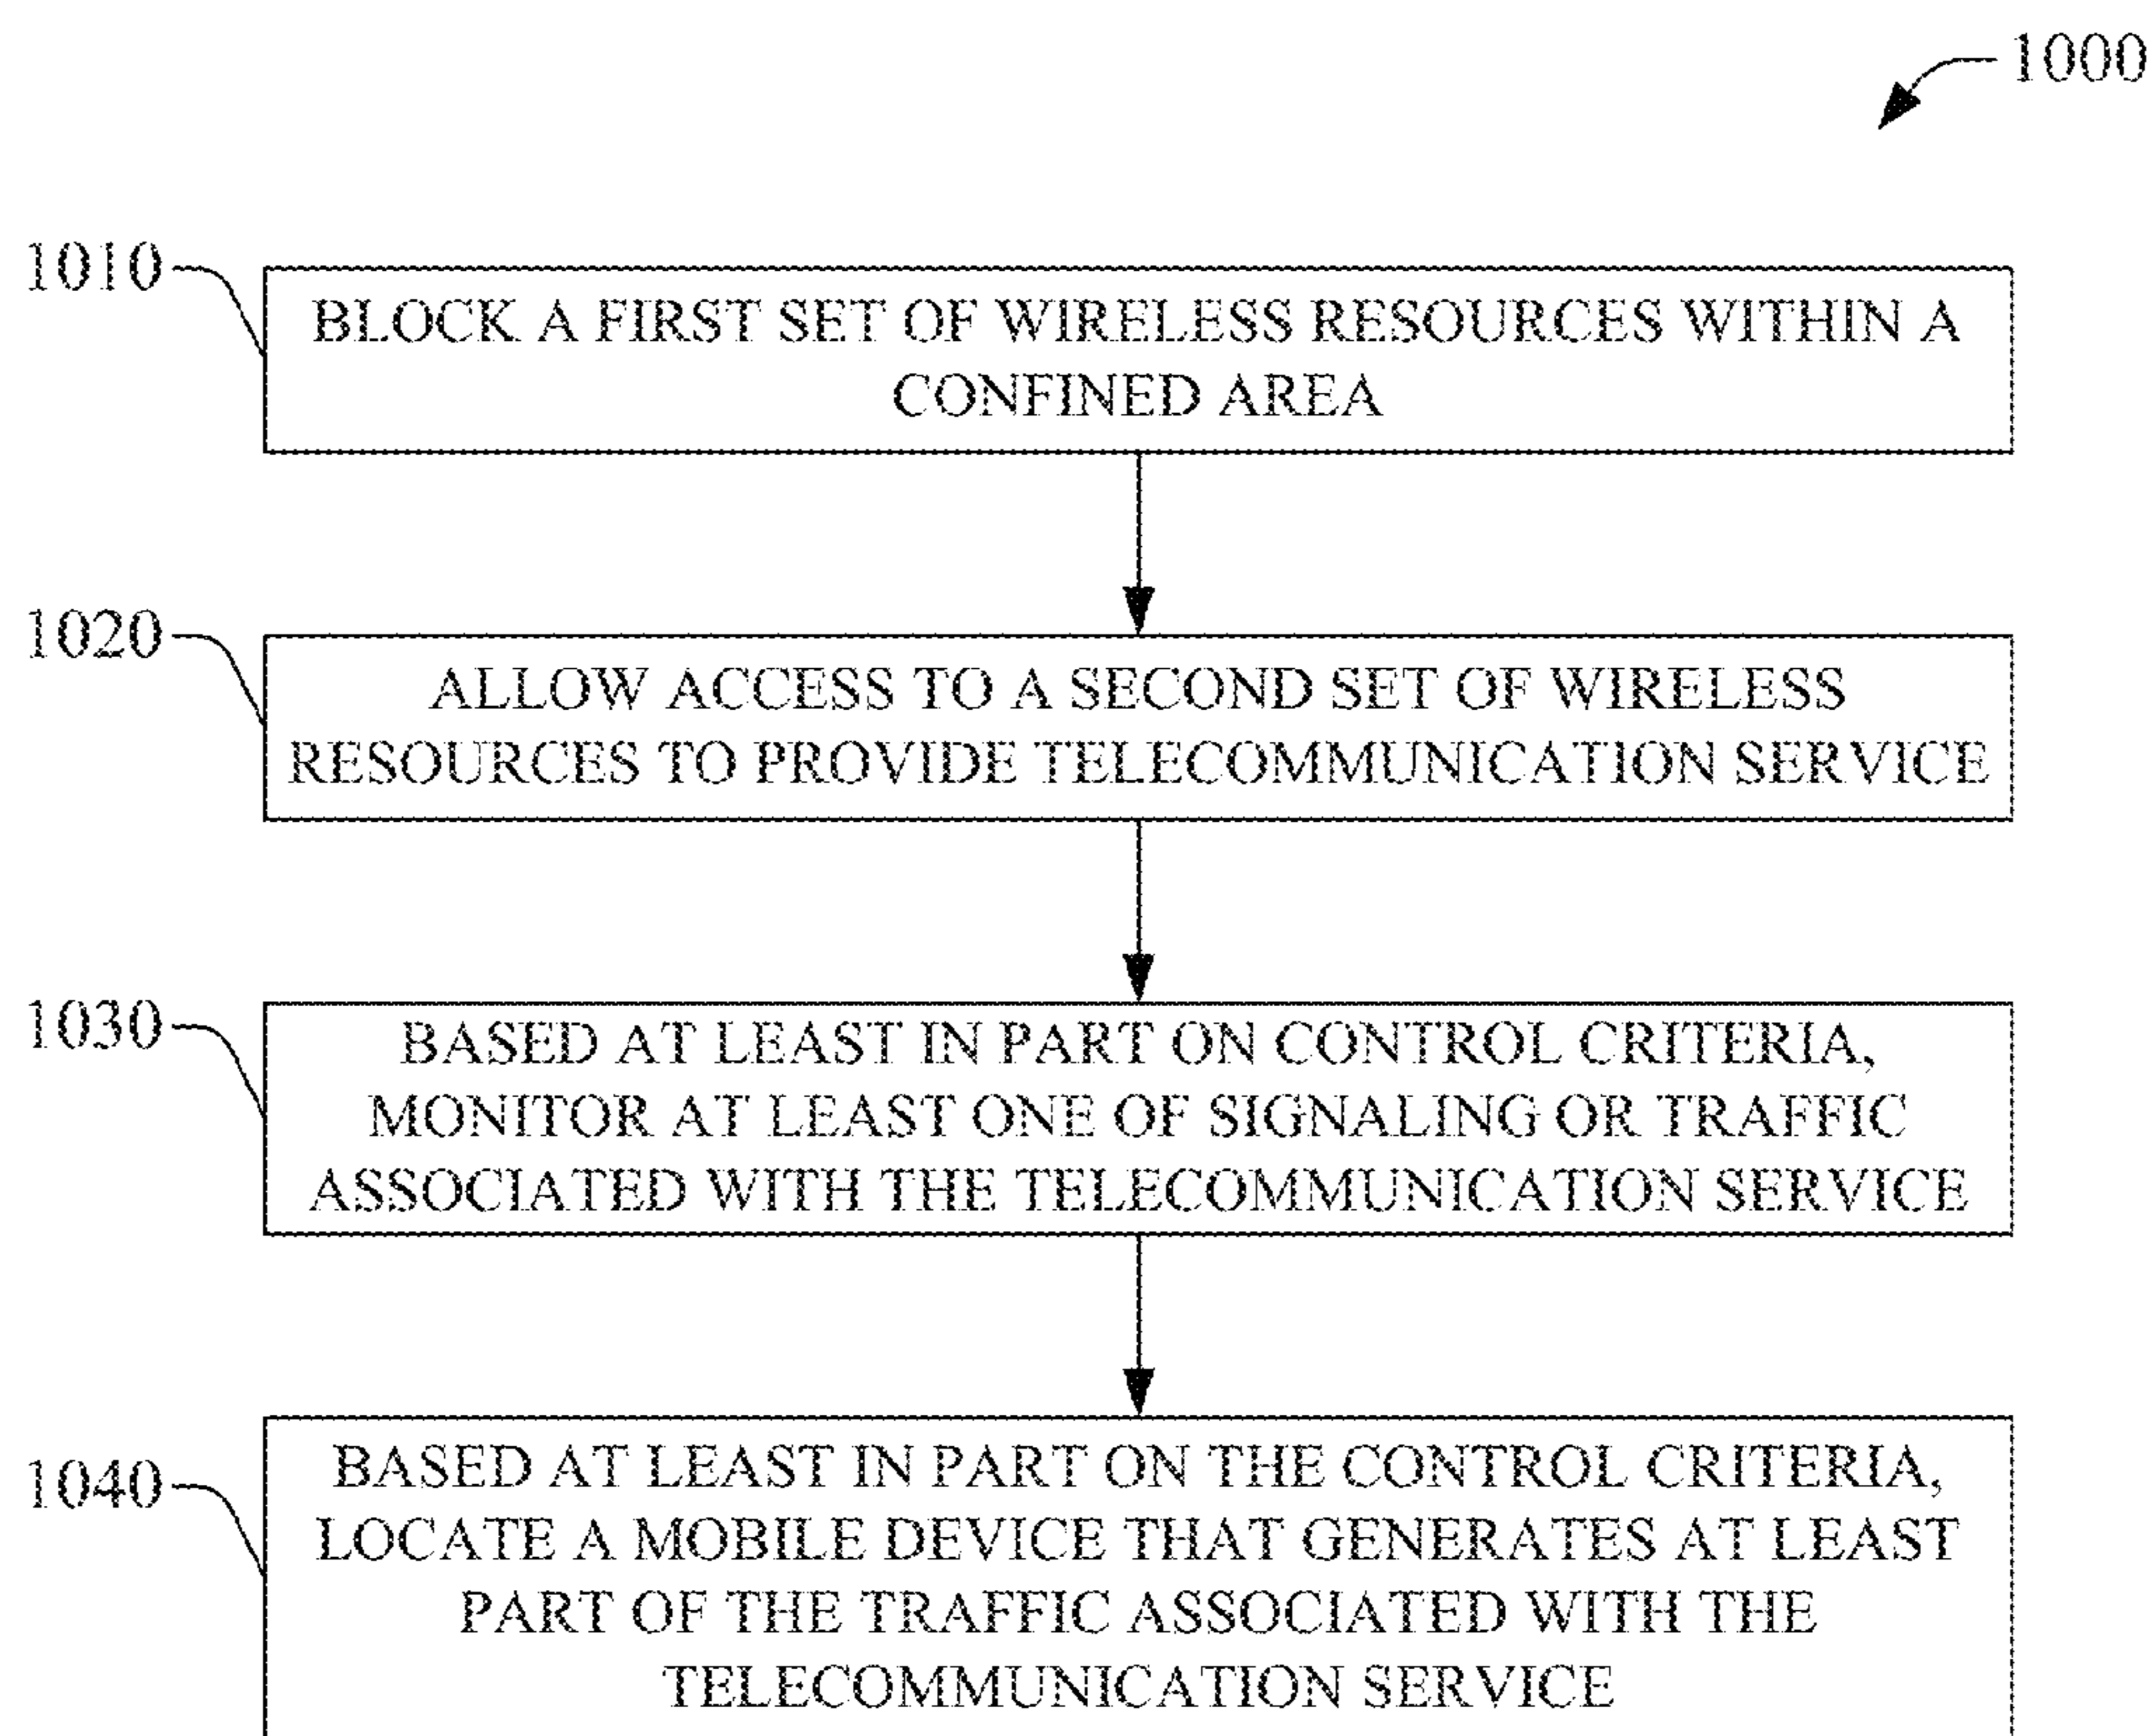 1000
1010
BLOCK A FIRST SET OF WIRELESS RESOURCES WITHIN A
CONFINED AREA
1020
ALLOW ACCESS TO A SECOND SET OF WIRELESS
RESOURCES TO PROVIDE TELECOMMUNICATION SERVICE
1030
BASED AT LEAST IN PART ON CONTROL CRITERIA,
MONITOR AT LEAST ONE OF SIGNALING OR TRAFFIC
ASSOCIATED WITH THE TELECOMMUNICATION SERVICE
1040
BASED AT LEAST IN PART ON THE CONTROL CRITERIA,
LOCATE A MOBILE DEVICE THAT GENERATES AT LEAST
PART OF THE TRAFFIC ASSOCIATED WITH THE
TELECOMMUNICATION SERVICE